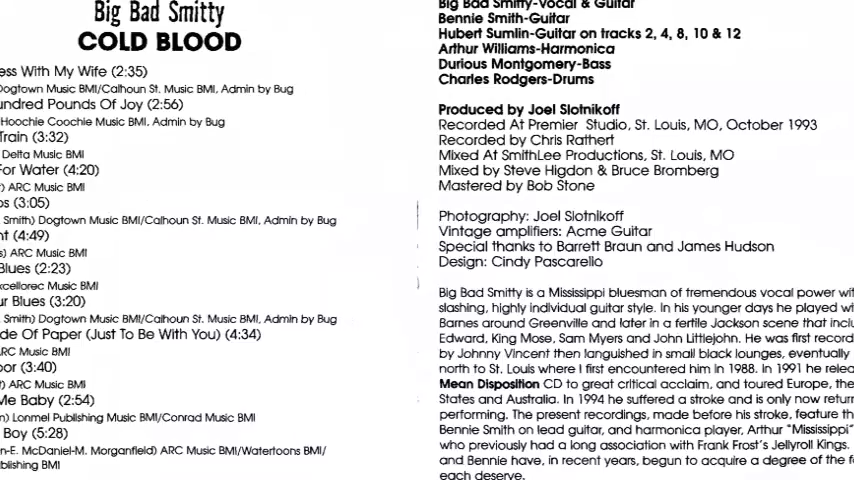 Big Bad Smitty
COLD BLOOD
ess With My Wife (2:35)
Dogtown Music BMI/Calhoun St. Music BMI, Admin by Bug
undred Pounds Of Joy (2:56)
Hoochie Coochie Music BMI, Admin by Bug
Train (3:32)
Delta Music BMI
For Water (4:20)
) ARC Music BMI
os (3:05)
. Smith) Dogtown Music BMI/Calhoun St. Music BMI, Admin by Bug
nt (4:49)
s) ARC Music BMI
Blues (2:23)
xcellorec Music BMI
ur Blues (3:20)
. Smith) Dogtown Music BMI/Calhoun St. Music BMI, Admin by Bug
de Of Paper (Just To Be With You) (4:34)
ARC Music BMI
oor (3:40)
t) ARC Music BMI
Me Baby (2:54)
n) Lonmel Publishing Music BMI/Conrad Music BMI
Boy (5:28)
n-E. McDaniel-M. Morganfield) ARC Music BMI/Watertoons BMI/
blishing BMI
Big Bad Smitty-Vocal & Guitar
Bennie Smith-Guitar
Hubert Sumlin-Guitar on tracks 2, 4, 8, 10 & 12
Arthur Williams-Harmonica
Durious Montgomery-Bass
Charles Rodgers-Drums
Produced by Joel Slotnikoff
Recorded At Premier Studio, St. Louis, MO, October 1993
Recorded by Chris Rathert
Mixed At SmithLee Productions, St. Louis, MO
Mixed by Steve Higdon & Bruce Bromberg
Mastered by Bob Stone
Photography: Joel Slotnikoff
Vintage amplifiers: Acme Guitar
Special thanks to Barrett Braun and James Hudson
Design: Cindy Pascarello
Big Bad Smitty is a Mississippi bluesman of tremendous vocal power wit
slashing, highly individual guitar style. In his younger days he played wi
Barnes around Greenville and later in a fertile Jackson scene that inclu
Edward, King Mose, Sam Myers and John Littlejohn. He was first record
by Johnny Vincent then languished in small black lounges, eventually
north to St. Louis where I first encountered him in 1988. In 1991 he relea
Mean Disposition CD to great critical acclaim, and toured Europe, the
States and Australia. In 1994 he suffered a stroke and is only now return
performing. The present recordings, made before his stroke, feature th
Bennie Smith on lead guitar, and harmonica player, Arthur "Mississippi"
who previously had a long association with Frank Frost's Jellyroll Kings.
and Bennie have, in recent years, begun to acquire a degree of the f
each deserve.